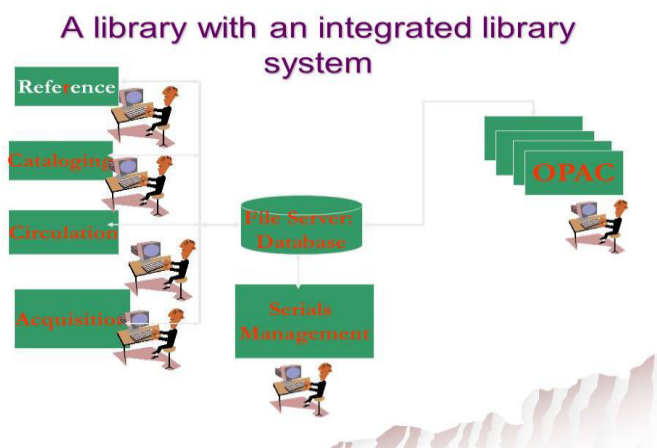 A library with an integrated library
system
Reference
Cataloging
Circulation
Acquisition
File Server:
Database
Serials
Management
OPAC